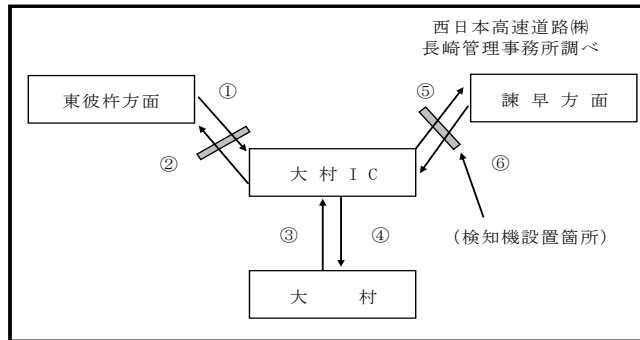 西日本高速道路㈱
長崎管理事務所調べ
東彼杵方面
①
②
⑤
諫早方面
⑥
大村ＩＣ
③
④
（検知機設置箇所）
大　　村